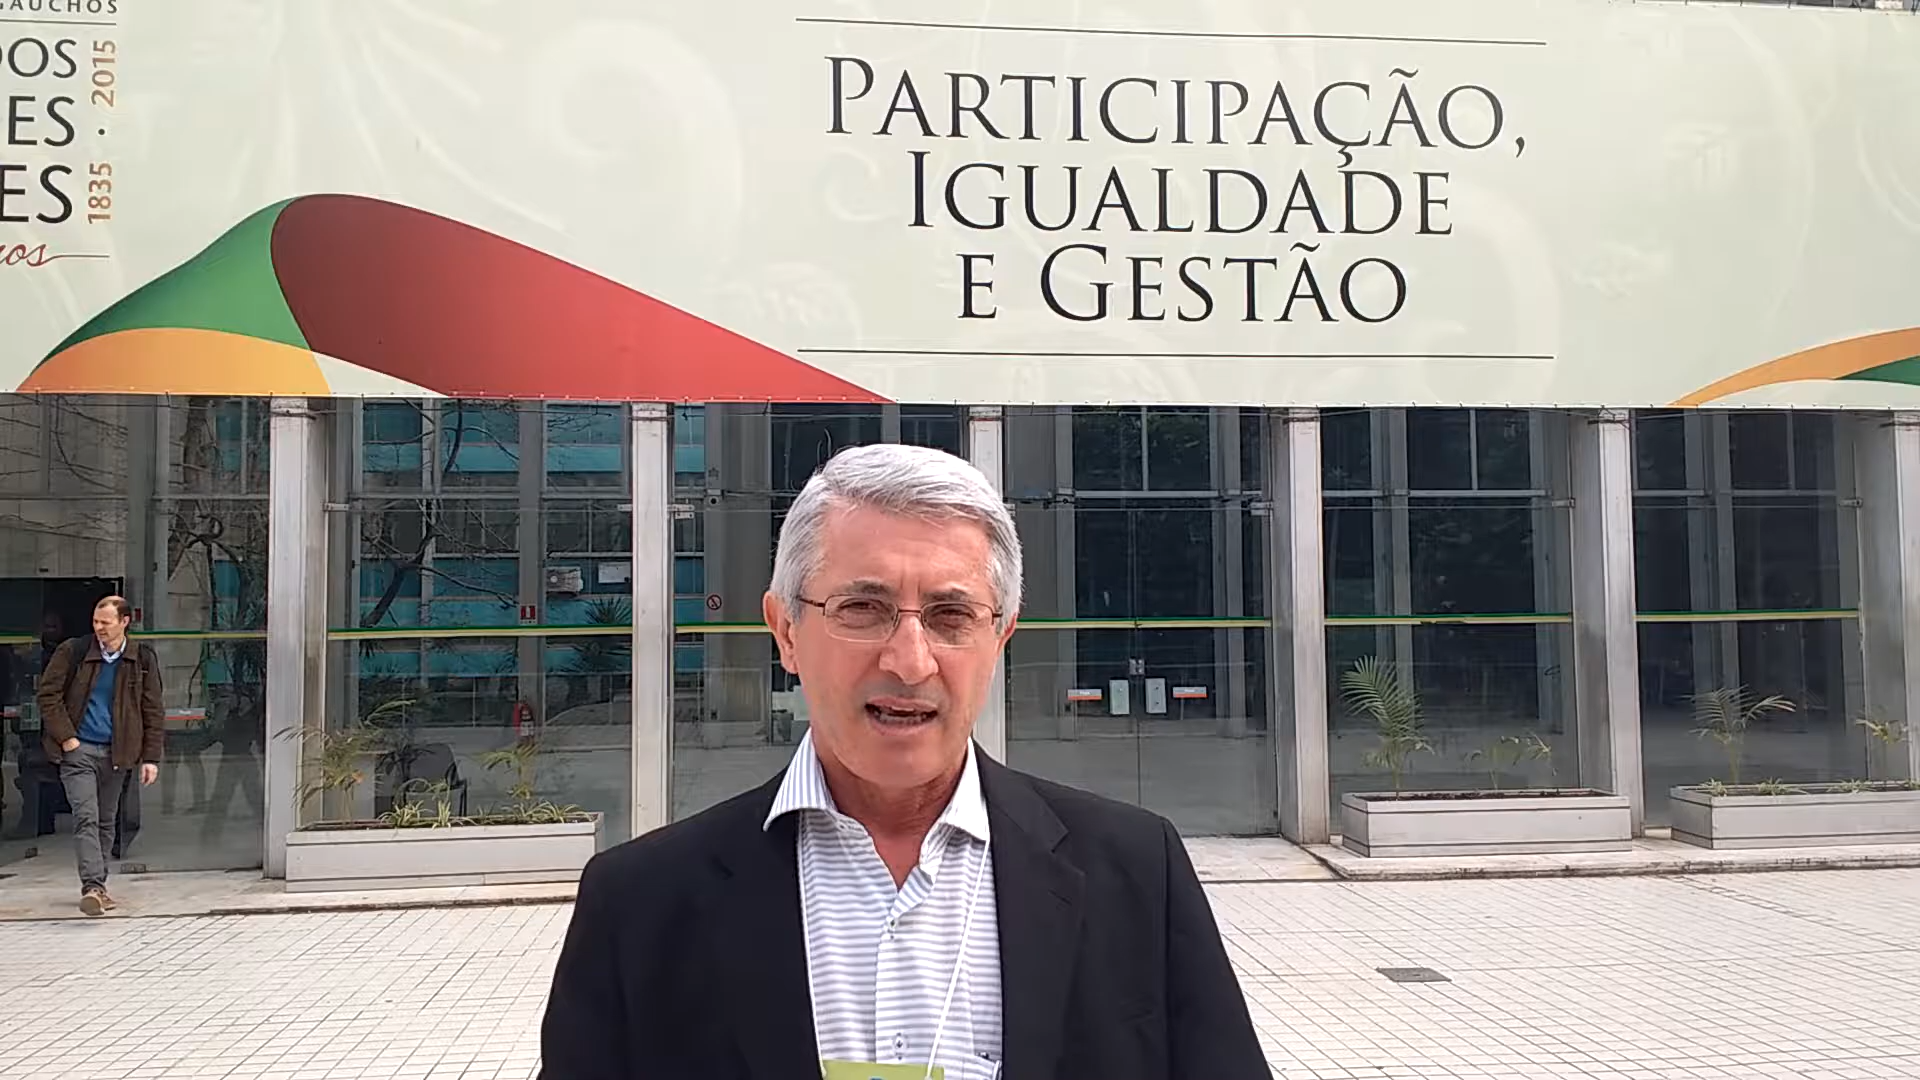 GAUCHOS
DOS
ES
ES
1835 · 2015
PARTICIPAÇÃO,
IGUALDADE
E GESTÃO